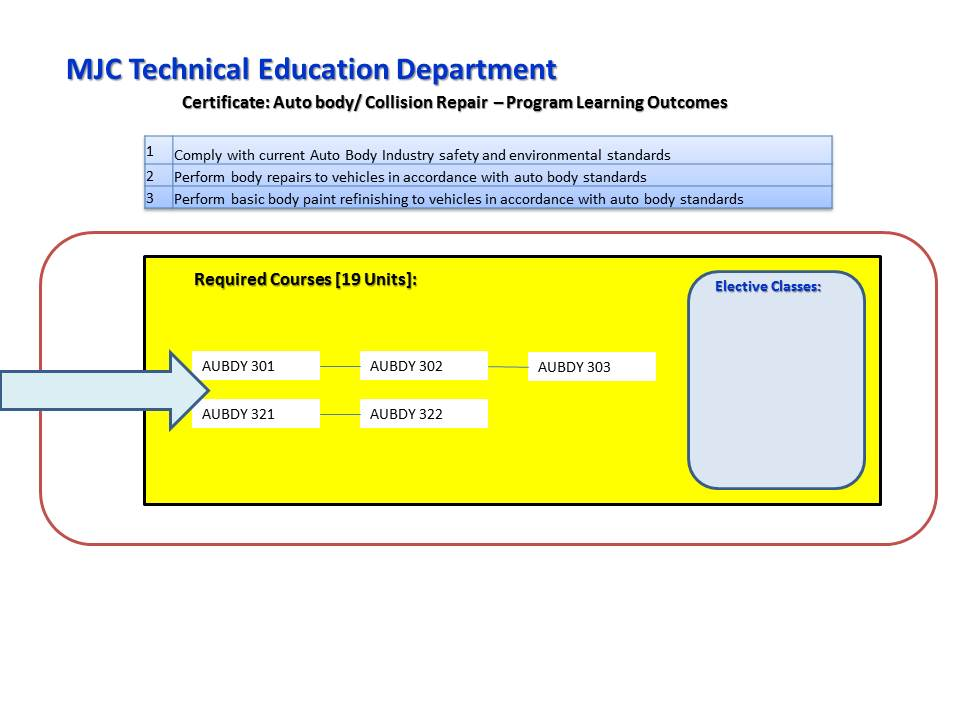 MJC Technical Education Department
Certificate: Auto body/ Collision Repair – Program Learning Outcomes
1 Comply with current Auto Body Industry safety and environmental standards
2 Perform body repairs to vehicles in accordance with auto body standards
3 Perform basic body paint refinishing to vehicles in accordance with auto body standards
Required Courses [19 Units]:
Elective Classes:
AUBDY 301 AUBDY 302 AUBDY 303
AUBDY 321 AUBDY 322